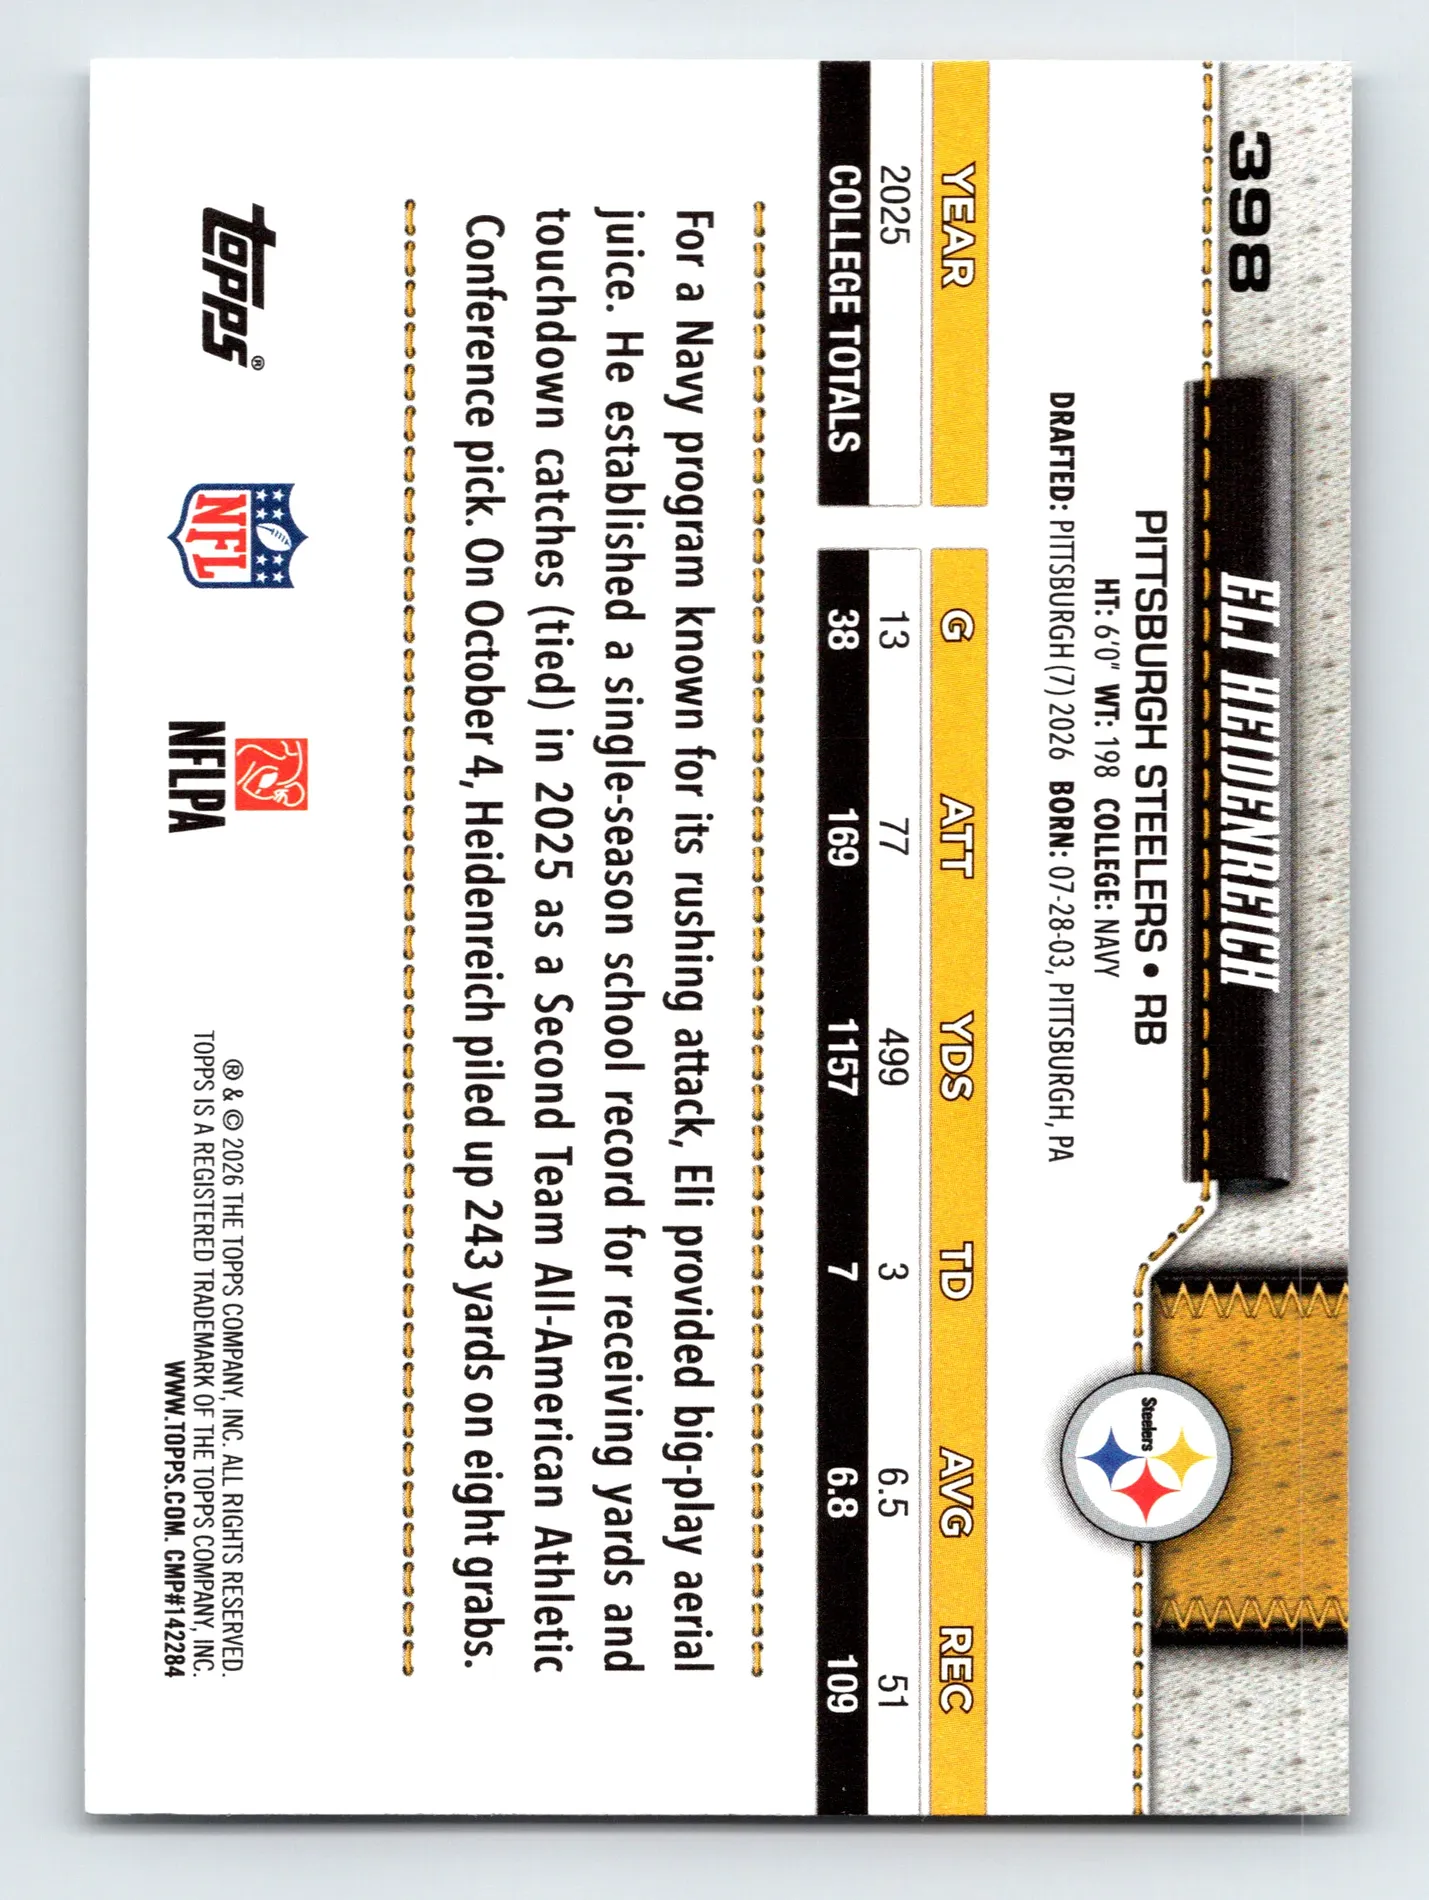 398
ELI HEIDENREICH
PITTSBURGH STEELERS • RB
HT: 6'0" WT: 198 COLLEGE: NAVY
DRAFTED: PITTSBURGH (7) 2026 BORN: 07-28-03, PITTSBURGH, PA
Steelers
YEAR G ATT YDS TD AVG REC
2025 13 77 499 3 6.5 51
COLLEGE TOTALS 38 169 1157 7 6.8 109
For a Navy program known for its rushing attack, Eli provided big-play aerial
juice. He established a single-season school record for receiving yards and
touchdown catches (tied) in 2025 as a Second Team All-American Athletic
Conference pick. On October 4, Heidenreich piled up 243 yards on eight grabs.
topps®
NFL
NFLPA
® & © 2026 THE TOPPS COMPANY, INC. ALL RIGHTS RESERVED.
TOPPS IS A REGISTERED TRADEMARK OF THE TOPPS COMPANY, INC.
WWW.TOPPS.COM. CMP#142284